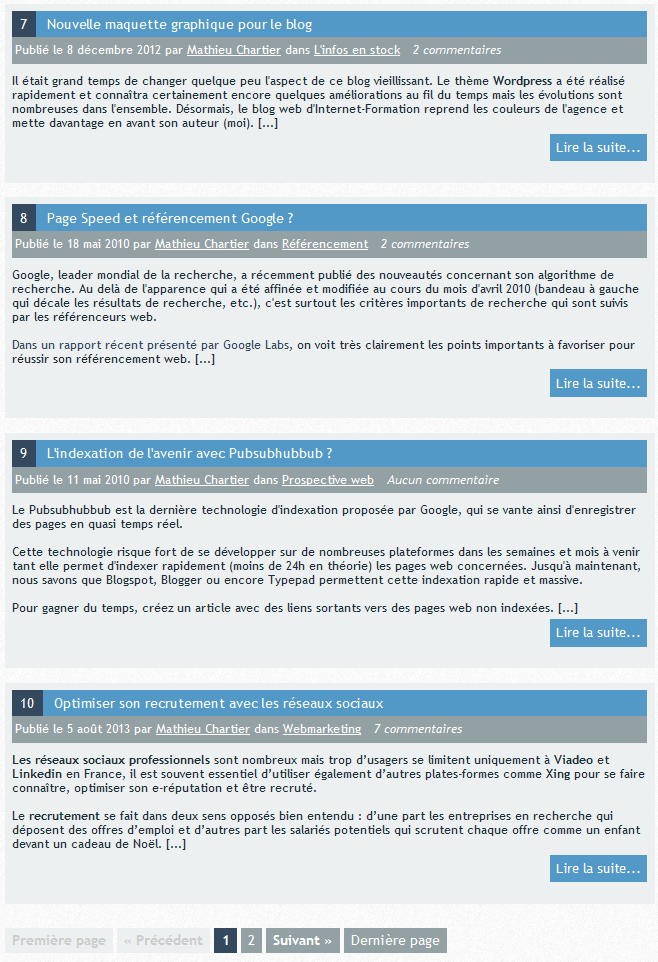 7 Nouvelle maquette graphique pour le blog
Publié le 8 décembre 2012 par Mathieu Chartier dans L'infos en stock 2 commentaires
Il était grand temps de changer quelque peu l'aspect de ce blog vieillissant. Le thème Wordpress a été réalisé
rapidement et connaîtra certainement encore quelques améliorations au fil du temps mais les évolutions sont
nombreuses dans l'ensemble. Désormais, le blog web d'Internet-Formation reprend les couleurs de l'agence et
mette davantage en avant son auteur (moi). [...]
Lire la suite...
8 Page Speed et référencement Google ?
Publié le 18 mai 2010 par Mathieu Chartier dans Référencement 2 commentaires
Google, leader mondial de la recherche, a récemment publié des nouveautés concernant son algorithme de
recherche. Au delà de l'apparence qui a été affinée et modifiée au cours du mois d'avril 2010 (bandeau à gauche
qui décale les résultats de recherche, etc.), c'est surtout les critères importants de recherche qui sont suivis
par les référenceurs web.
Dans un rapport récent présenté par Google Labs, on voit très clairement les points importants à favoriser pour
réussir son référencement web. [...]
Lire la suite...
9 L'indexation de l'avenir avec Pubsubhubbub ?
Publié le 11 mai 2010 par Mathieu Chartier dans Prospective web Aucun commentaire
Le Pubsubhubbub est la dernière technologie d'indexation proposée par Google, qui se vante ainsi d'enregistrer
des pages en quasi temps réel.
Cette technologie risque fort de se développer sur de nombreuses plateformes dans les semaines et mois à venir
tant elle permet d'indexer rapidement (moins de 24h en théorie) les pages web concernées. Jusqu'à maintenant,
nous savons que Blogspot, Blogger ou encore Typepad permettent cette indexation rapide et massive.
Pour gagner du temps, créez un article avec des liens sortants vers des pages web non indexées. [...]
Lire la suite...
10 Optimiser son recrutement avec les réseaux sociaux
Publié le 5 août 2013 par Mathieu Chartier dans Webmarketing 7 commentaires
Les réseaux sociaux professionnels sont nombreux mais trop d’usagers se limitent uniquement à Viadeo et
Linkedin en France, il est souvent essentiel d’utiliser également d’autres plates-formes comme Xing pour se faire
connaître, optimiser son e-réputation et être recruté.
Le recrutement se fait dans deux sens opposés bien entendu : d’une part les entreprises en recherche qui
déposent des offres d’emploi et d’autres part les salariés potentiels qui scrutent chaque offre comme un enfant
devant un cadeau de Noël. [...]
Lire la suite...
Première page « Précédent 1 2 Suivant » Dernière page